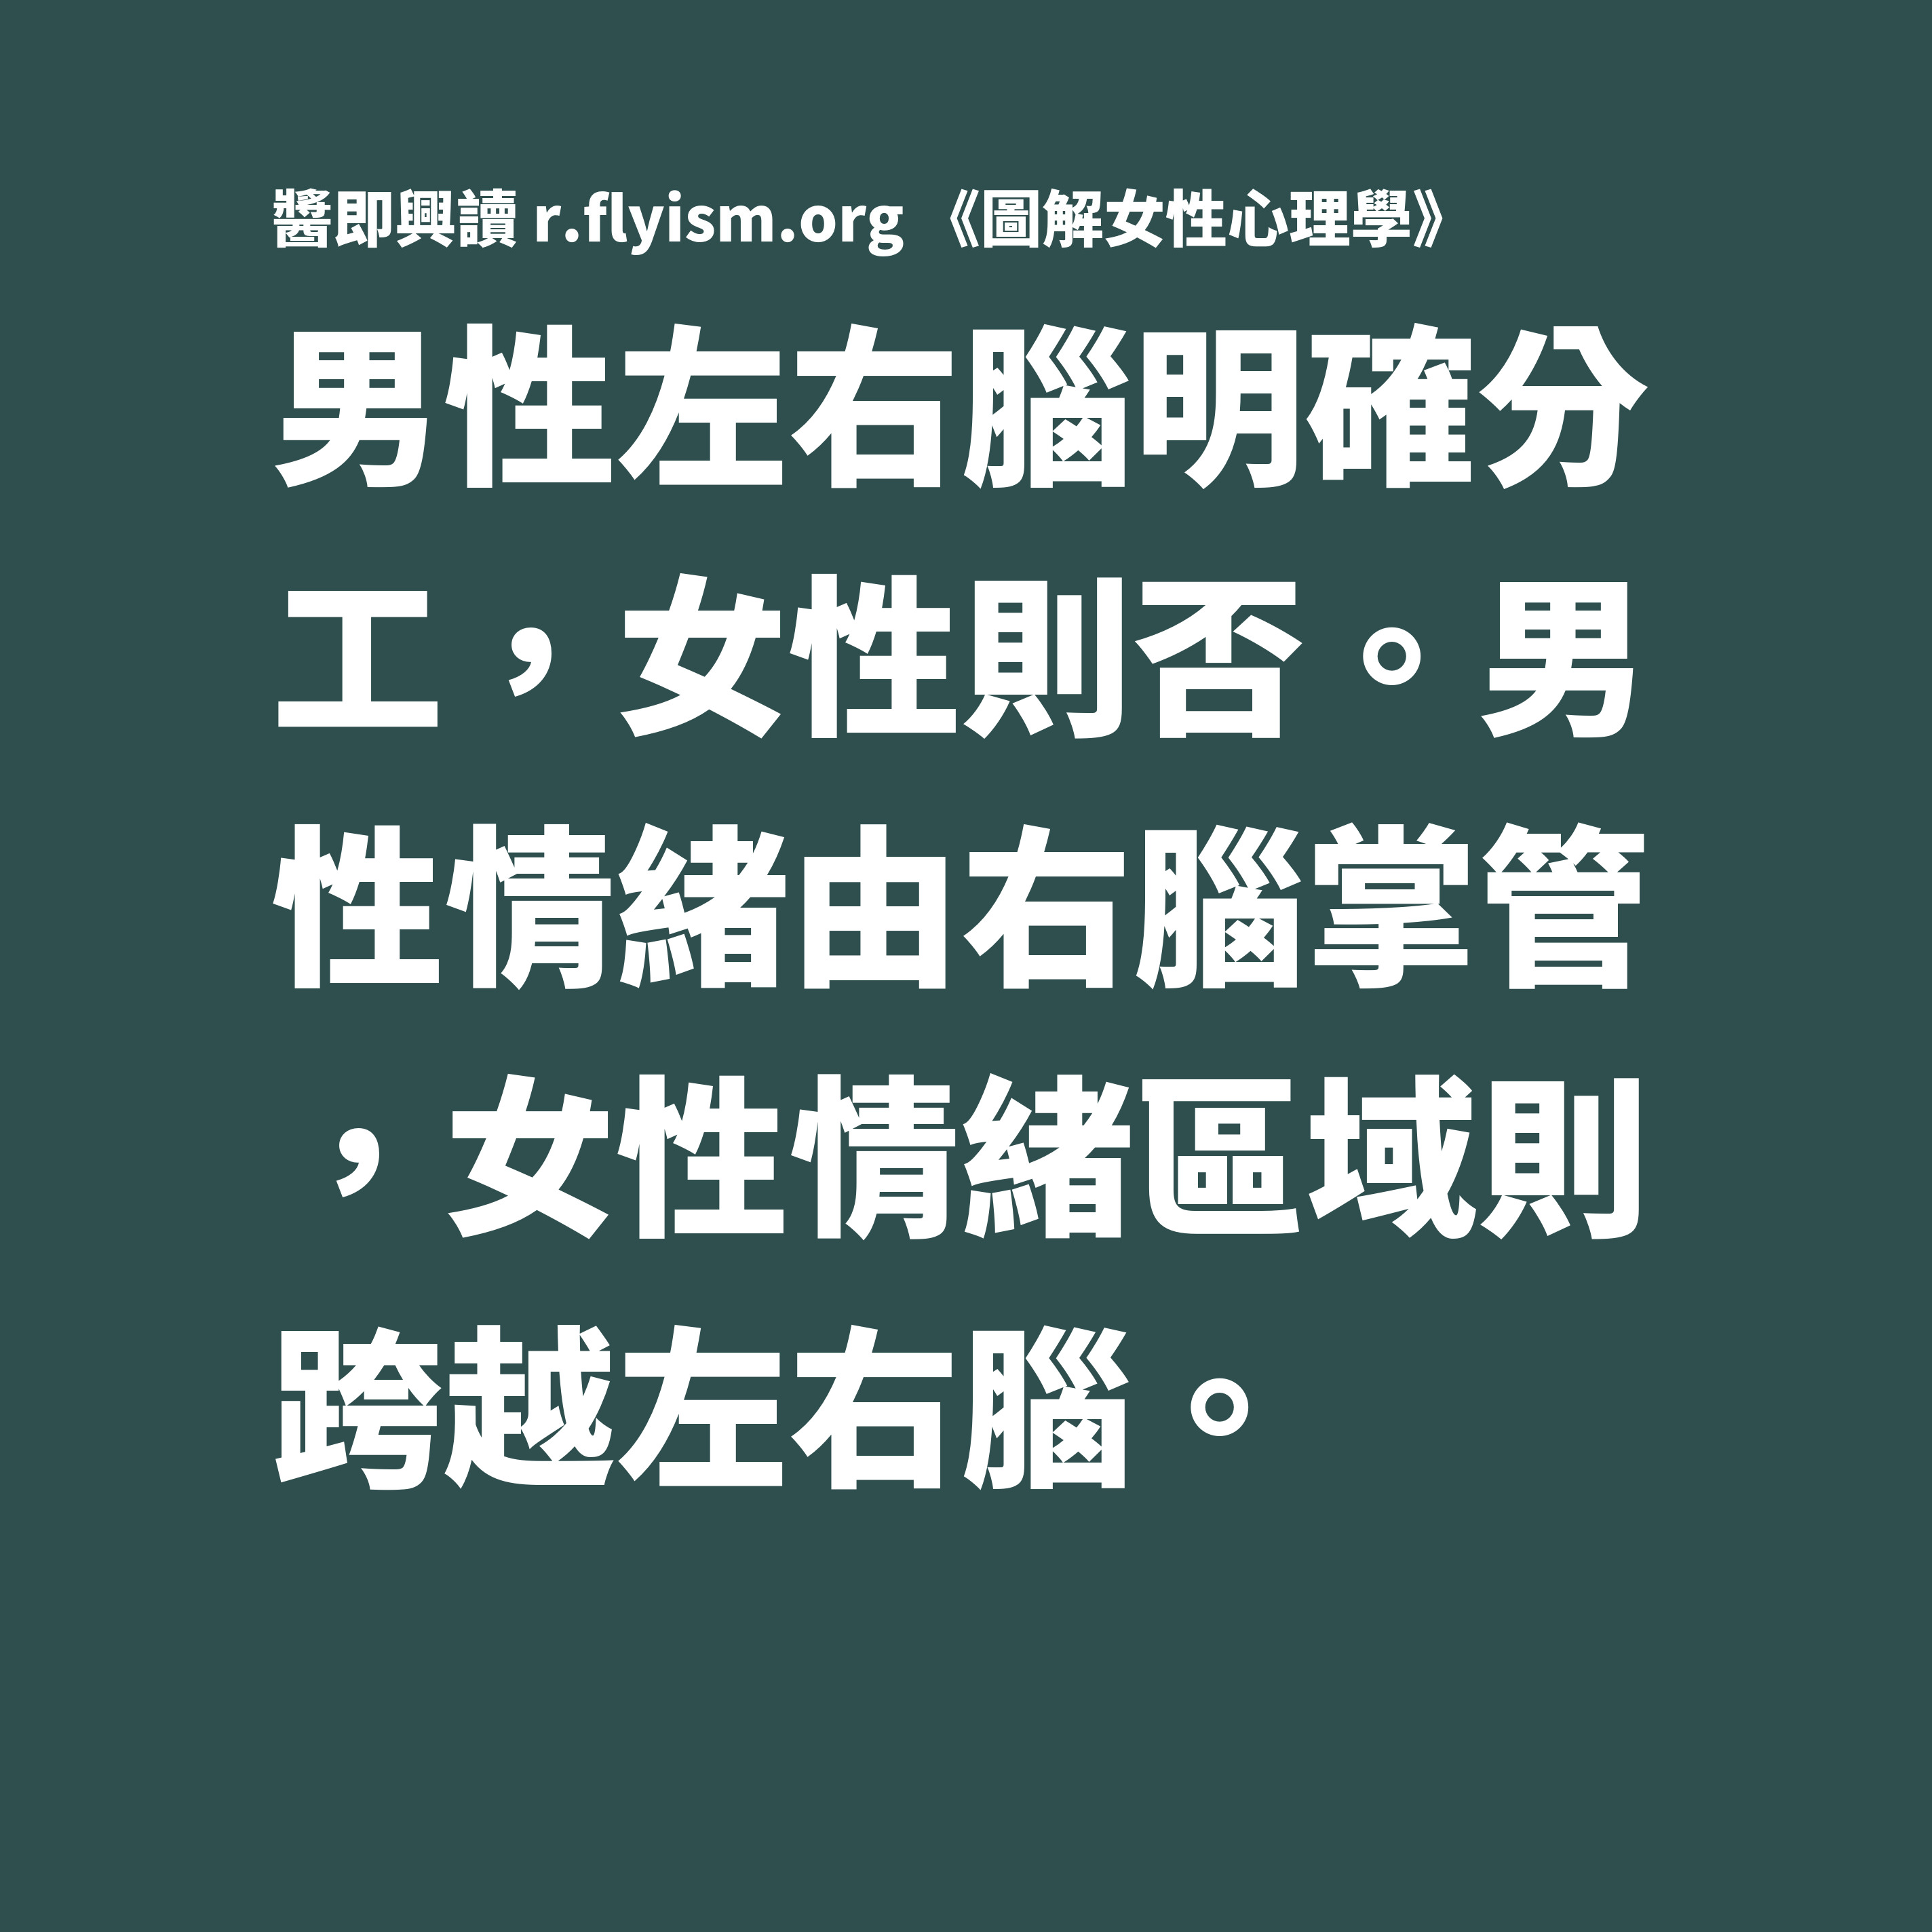 整即與讀 r.flyism.org 《圖解女性心理學》
男性左右腦明確分
工，女性則否。男
性情緒由右腦掌管
，女性情緒區域則
跨越左右腦。